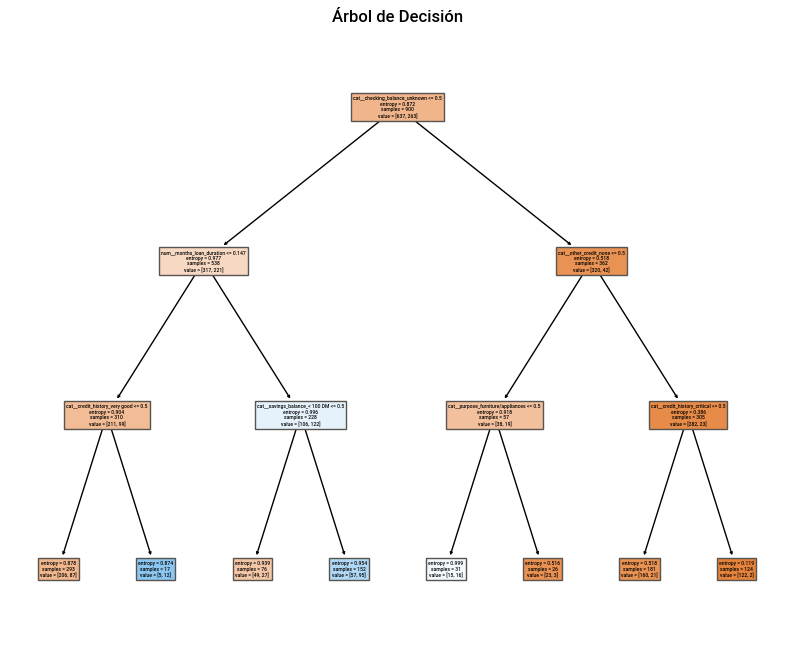 Árbol de Decisión
cat__checking_balance_unknown <= 0.5
entropy = 0.872
samples = 900
value = [637, 263]
num__months_loan_duration <= 0.147
entropy = 0.977
samples = 538
value = [317, 221]
cat__other_credit_none <= 0.5
entropy = 0.518
samples = 362
value = [320, 42]
cat__credit_history_very good <= 0.5
entropy = 0.904
samples = 310
value = [211, 99]
cat__savings_balance_< 100 DM <= 0.5
entropy = 0.996
samples = 228
value = [106, 122]
cat__purpose_furniture/appliances <= 0.5
entropy = 0.918
samples = 57
value = [38, 19]
cat__credit_history_critical <= 0.5
entropy = 0.386
samples = 305
value = [282, 23]
entropy = 0.878
samples = 293
value = [206, 87]
entropy = 0.874
samples = 17
value = [5, 12]
entropy = 0.939
samples = 76
value = [49, 27]
entropy = 0.954
samples = 152
value = [57, 95]
entropy = 0.999
samples = 31
value = [15, 16]
entropy = 0.516
samples = 26
value = [23, 3]
entropy = 0.518
samples = 181
value = [160, 21]
entropy = 0.119
samples = 124
value = [122, 2]